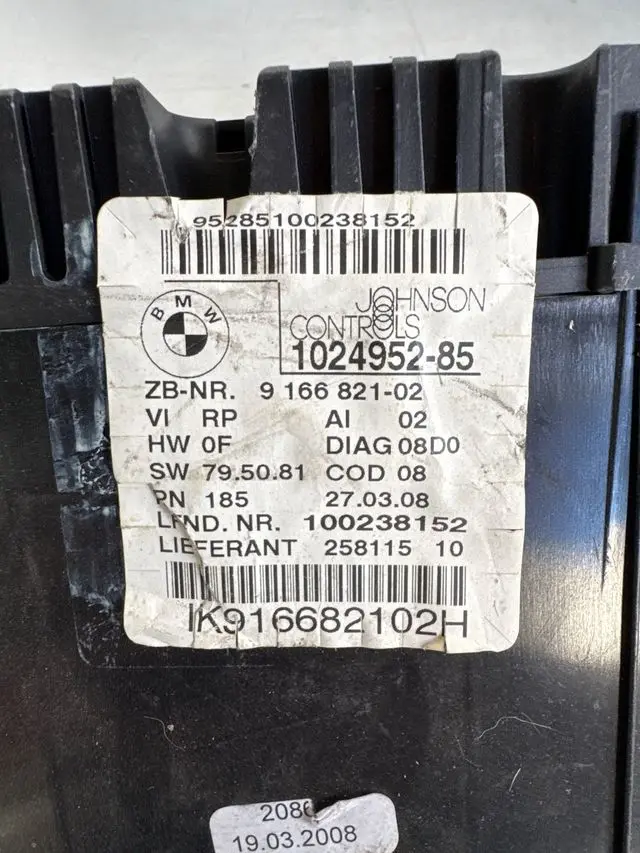 95285100238152
BMW
JOHNSON
CONTROLS
1024952-85
ZB-NR. 9 166 821-02
VI RP AI 02
HW 0F DIAG 08D0
SW 79.50.81 COD 08
PN 185 27.03.08
LFND. NR. 100238152
LIEFERANT 258115 10
IK916682102H
19.03.2008